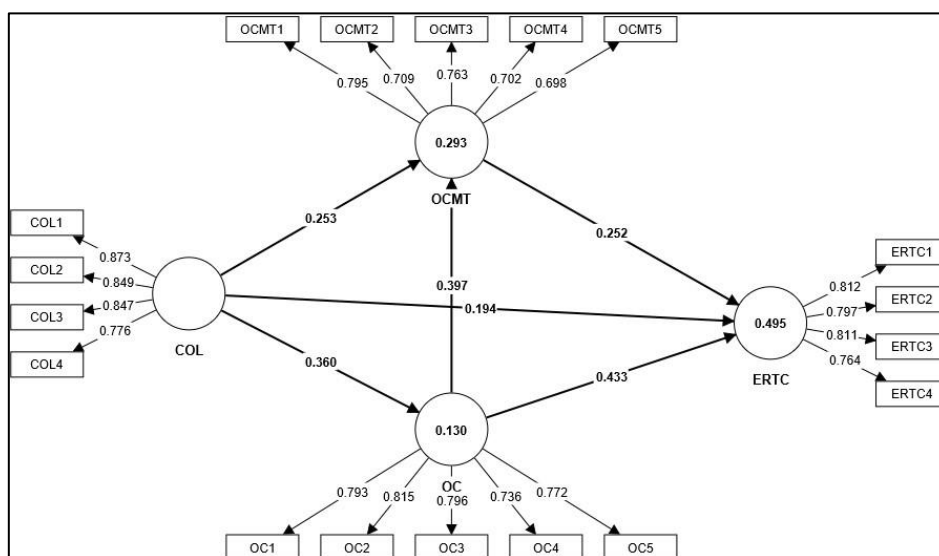 OCMT1 OCMT2 OCMT3 OCMT4 OCMT5
0.795 0.709 0.763 0.702 0.698
0.293
OCMT
COL1
COL2
COL3
COL4
0.873
0.849
0.847
0.776
COL
0.253
0.252
0.397
0.194
0.360
0.433
ERTC1
ERTC2
ERTC3
ERTC4
0.812
0.797
0.811
0.764
0.495
ERTC
0.130
OC
0.793 0.815 0.796 0.736 0.772
OC1 OC2 OC3 OC4 OC5